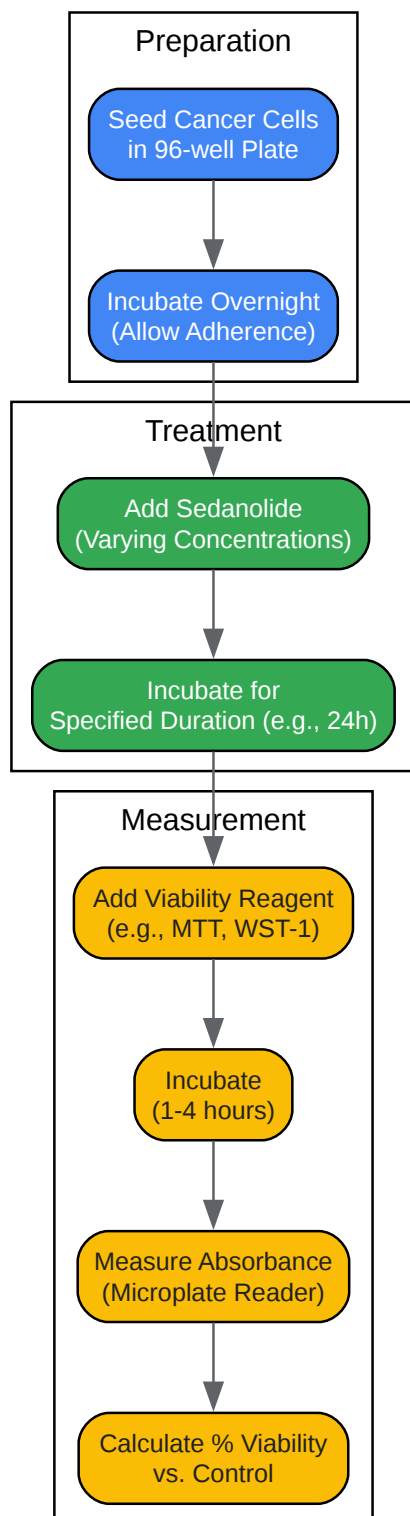 Preparation
Seed Cancer Cells
in 96-well Plate
Incubate Overnight
(Allow Adherence)
Treatment
Add Sedanolide
(Varying Concentrations)
Incubate for
Specified Duration (e.g., 24h)
Measurement
Add Viability Reagent
(e.g., MTT, WST-1)
Incubate
(1-4 hours)
Measure Absorbance
(Microplate Reader)
Calculate % Viability
vs. Control